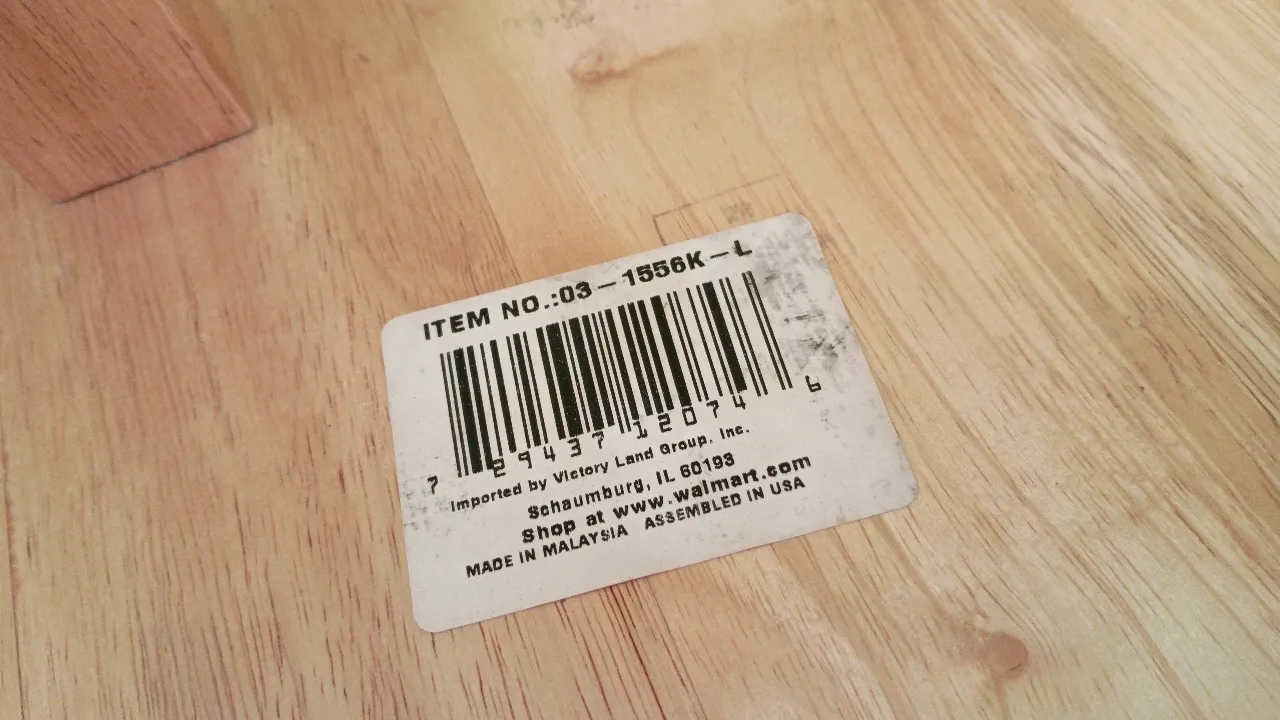 ITEM NO.:03-1556K-L
7 29437 12074 6
Imported by Victory Land Group, Inc.
Schaumburg, IL 60193
Shop at www.walmart.com
MADE IN MALAYSIA ASSEMBLED IN USA